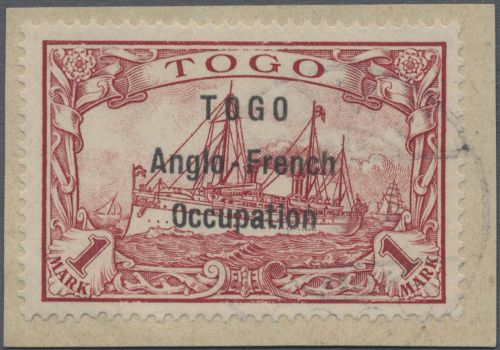 TOGO
TOGO
Anglo-French
Occupation
1 1
MARK MARK